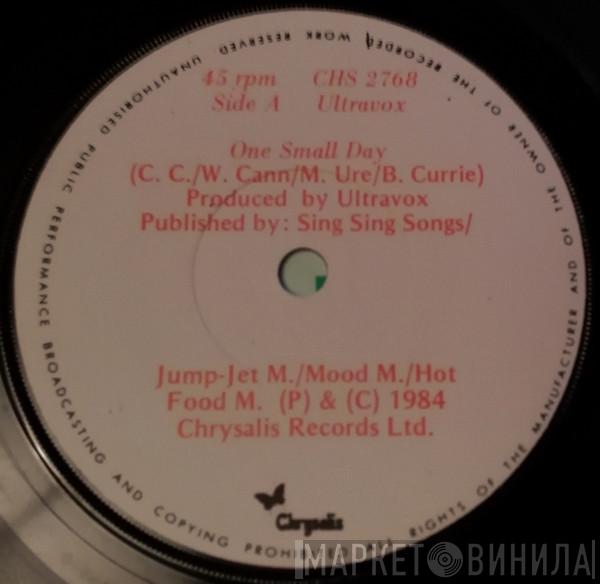 45 rpm CHS 2768
Side A Ultravox
One Small Day
(C. C./W. Cann/M. Ure/B. Currie)
Produced by Ultravox
Published by: Sing Sing Songs/
Jump-Jet M./Mood M./Hot
Food M. (P) & (C) 1984
Chrysalis Records Ltd.
Chrysalis
RIGHTS OF THE MANUFACTURER AND OF THE OWNER OF THE RECORDED WORK RESERVED UNAUTHORISED PUBLIC PERFORMANCE BROADCASTING AND COPYING PROHIBITED
МАРКЕТ ВИНИЛА